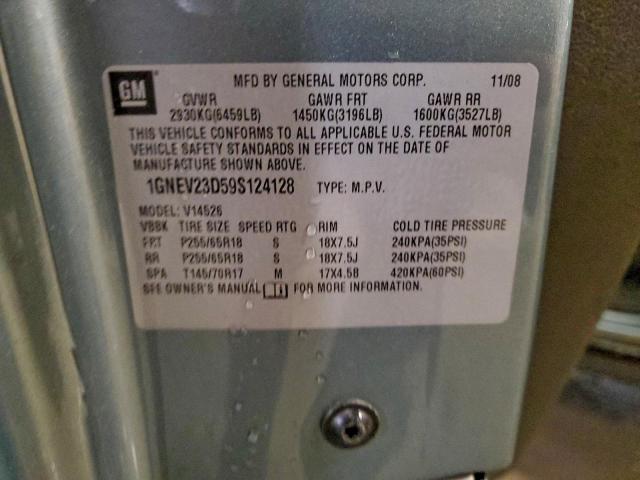 GM MFD BY GENERAL MOTORS CORP. 11/08
GVWR GAWR FRT GAWR RR
2930KG(6459LB) 1450KG(3196LB) 1600KG(3527LB)
THIS VEHICLE CONFORMS TO ALL APPLICABLE U.S. FEDERAL MOTOR
VEHICLE SAFETY STANDARDS IN EFFECT ON THE DATE OF
MANUFACTURE SHOWN ABOVE.
1GNEV23D59S124128 TYPE: M.P.V.
MODEL: V14526
VBBK TIRE SIZE SPEED RTG RIM COLD TIRE PRESSURE
FRT P255/65R18 S 18X7.5J 240KPA(35PSI)
RR P255/65R18 S 18X7.5J 240KPA(35PSI)
SPA T145/70R17 M 17X4.5B 420KPA(60PSI)
SEE OWNER'S MANUAL FOR MORE INFORMATION.